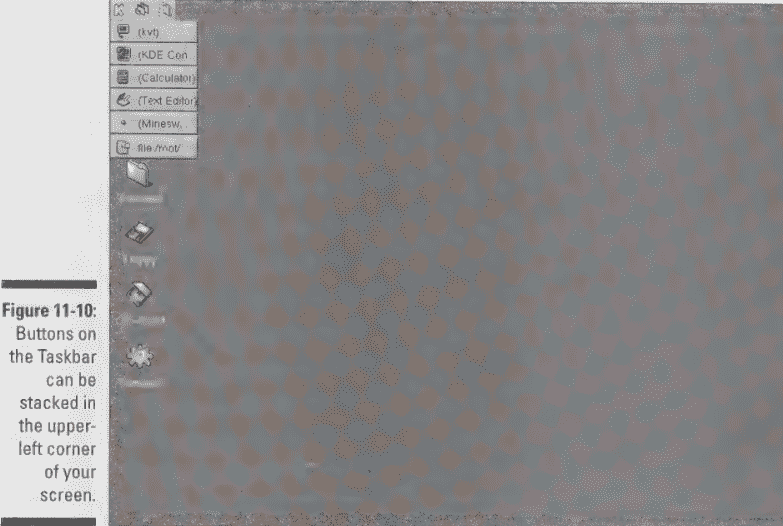 (kvt)
(KDE Con
(Calculator)
(Text Editor)
(Minesw.
file:/root/
Figure 11-10:
Buttons on
the Taskbar
can be
stacked in
the upper-
left corner
of your
screen.